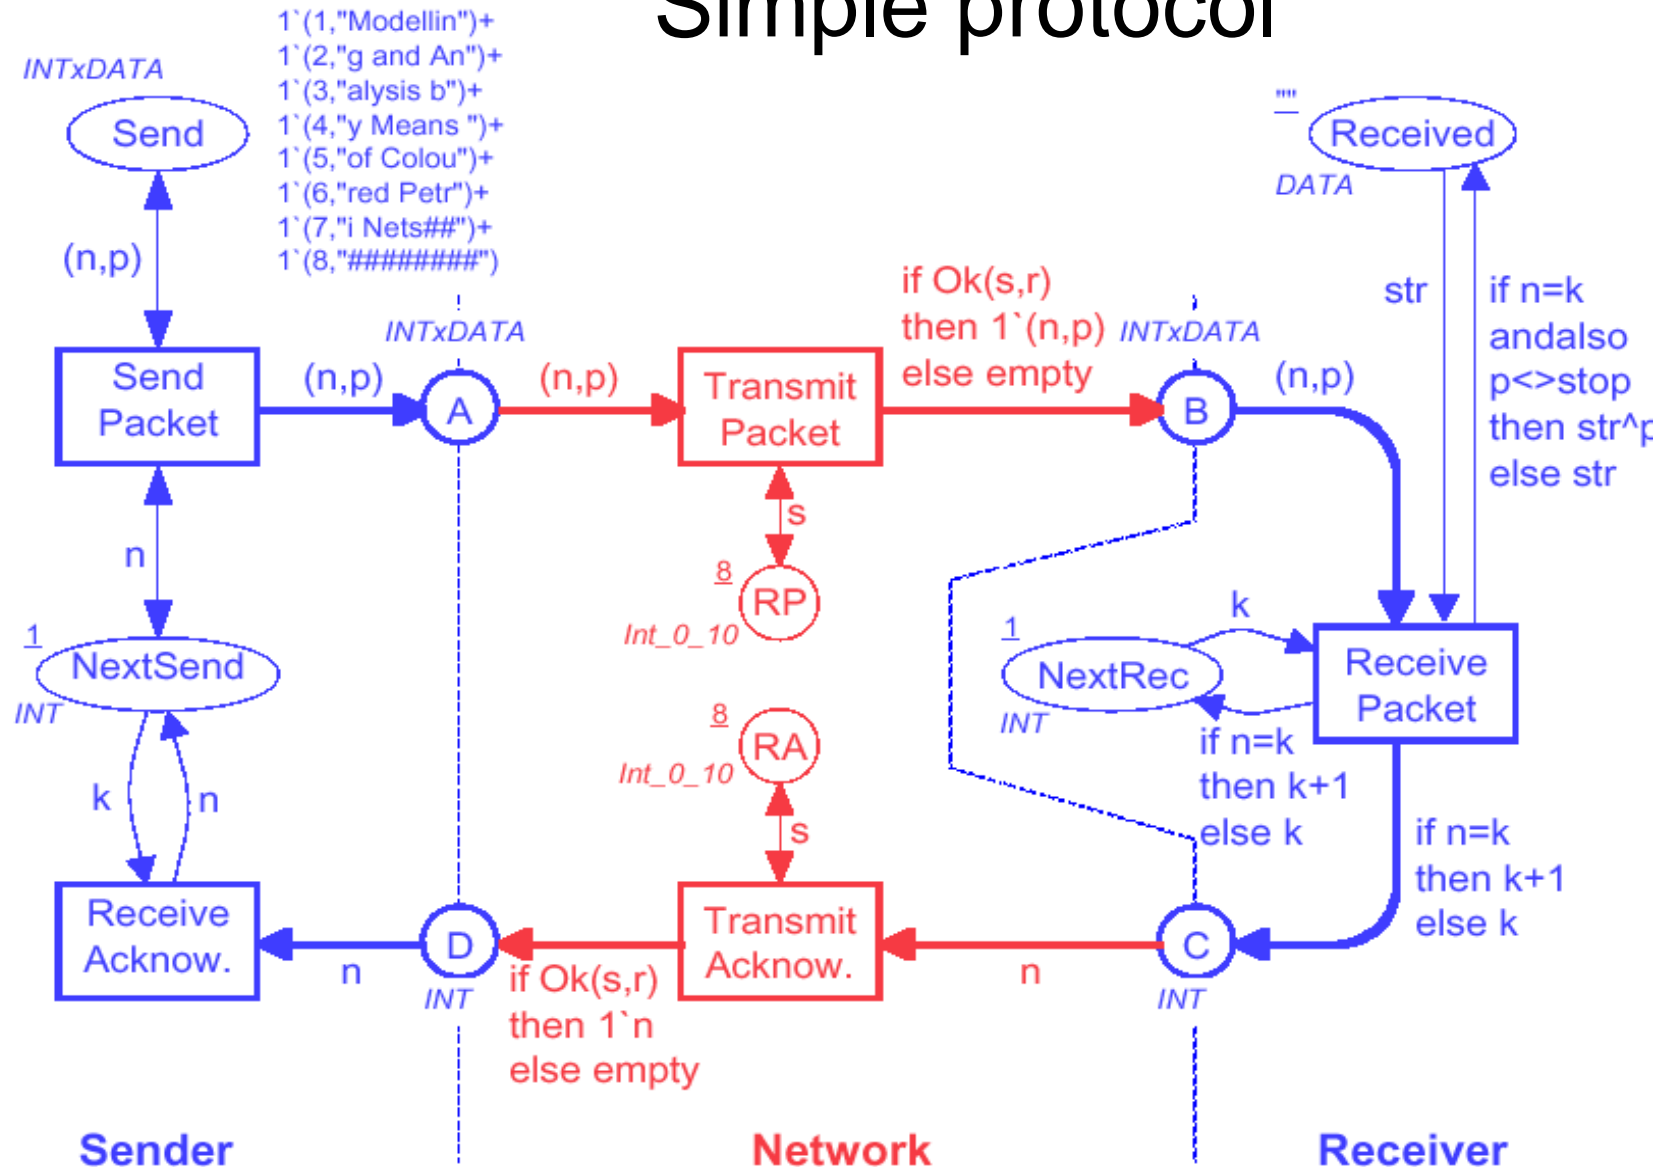 Simple protocol
1`(1,"Modellin")+
1`(2,"g and An")+
1`(3,"alysis b")+
1`(4,"y Means ")+
1`(5,"of Colou")+
1`(6,"red Petr")+
1`(7,"i Nets##")+
1`(8,"########")
INTxDATA
Send
(n,p)
Send
Packet
n
1
NextSend
INT
k
n
Receive
Acknow.
n
(n,p)
INTxDATA
A
D
INT
(n,p)
Transmit
Packet
s
8
RP
Int_0_10
8
RA
Int_0_10
s
Transmit
Acknow.
if Ok(s,r)
then 1`n
else empty
n
if Ok(s,r)
then 1`(n,p)
else empty
INTxDATA
B
(n,p)
""
Received
DATA
str
if n=k
andalso
p<>stop
then str^p
else str
k
1
NextRec
INT
Receive
Packet
if n=k
then k+1
else k
if n=k
then k+1
else k
C
INT
Sender
Network
Receiver